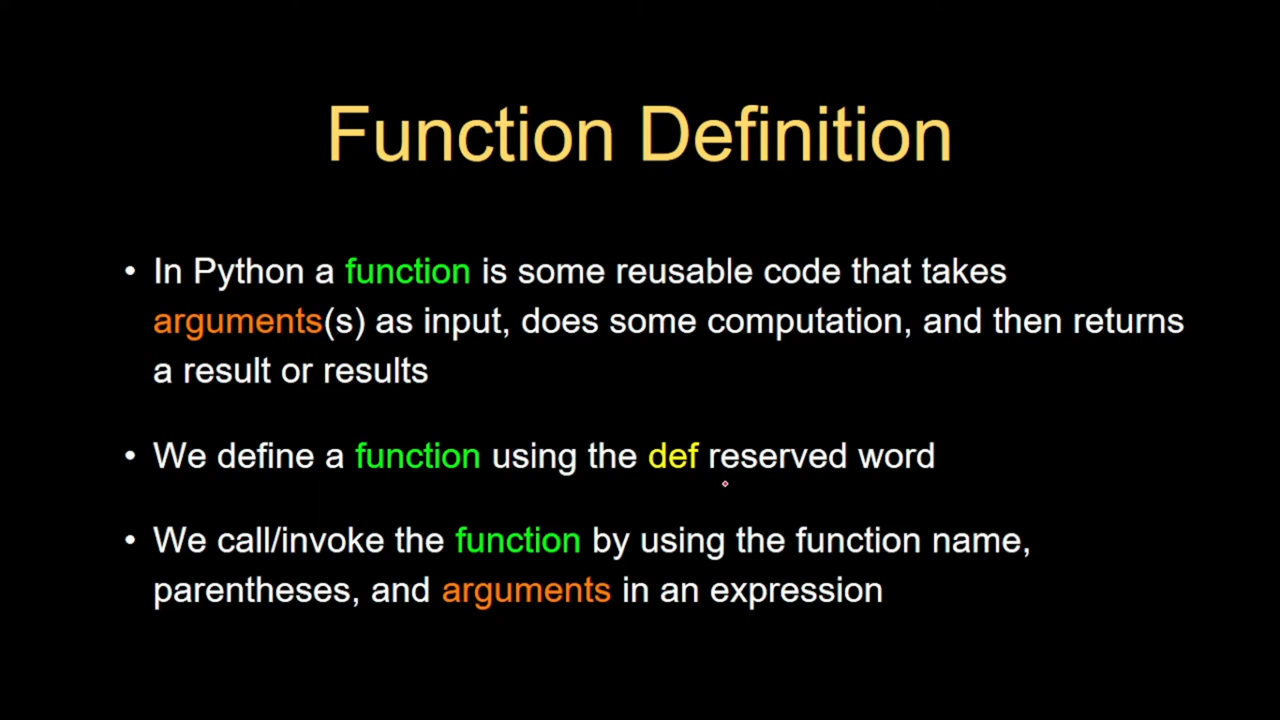 Function Definition
• In Python a function is some reusable code that takes
arguments(s) as input, does some computation, and then returns
a result or results
• We define a function using the def reserved word
• We call/invoke the function by using the function name,
parentheses, and arguments in an expression